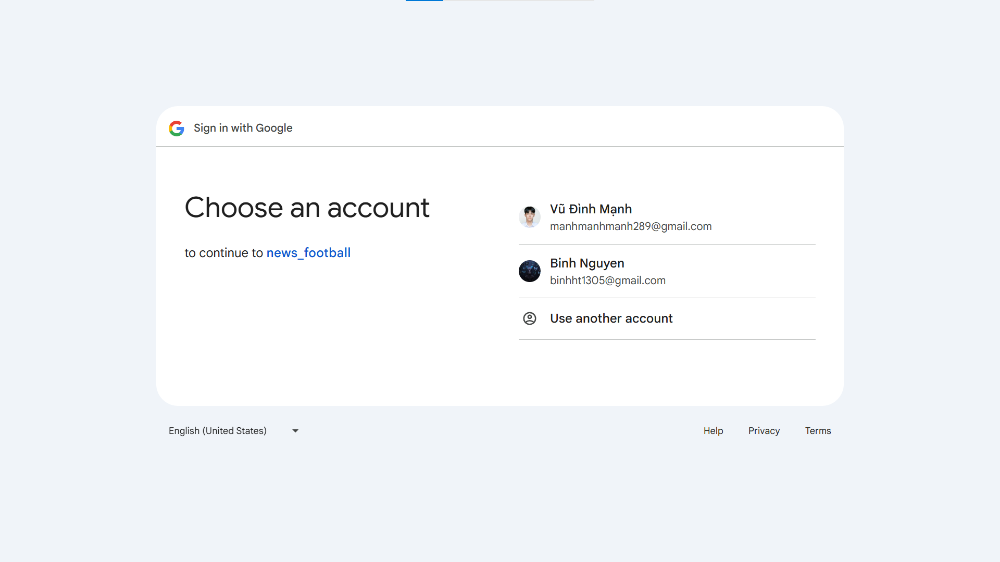 Sign in with Google
Choose an account
to continue to news_football
Vũ Đình Mạnh
manhmanhmanh289@gmail.com
Binh Nguyen
binhht1305@gmail.com
Use another account
English (United States)
Help
Privacy
Terms